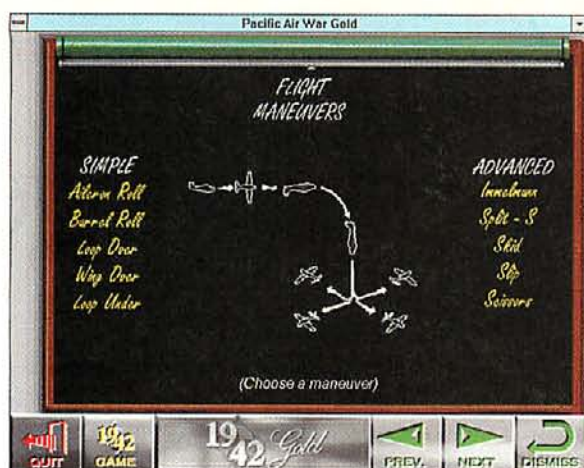 Pacific Air War Gold
FLIGHT
MANEUVERS
SIMPLE
Aileron Roll
Barrel Roll
Loop Over
Wing Over
Loop Under
ADVANCED
Immelmann
Split - S
Skid
Slip
Scissors
(Choose a maneuver)
QUIT
1942
GAME
1942 Gold
PREV.
NEXT
DISMISS